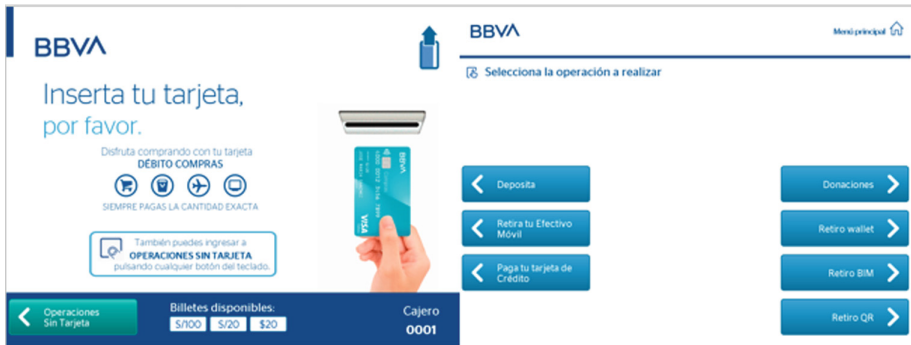 BBVA
Inserta tu tarjeta,
por favor.
Disfruta comprando con tu tarjeta
DÉBITO COMPRAS
SIEMPRE PAGAS LA CANTIDAD EXACTA
También puedes ingresar a
OPERACIONES SIN TARJETA
pulsando cualquier botón del teclado.
BBVA
VISA
Operaciones
Sin Tarjeta
Billetes disponibles:
S/100 S/20 $20
Cajero
0001
BBVA
Menú principal
Selecciona la operación a realizar
Deposita
Retira tu Efectivo
Móvil
Paga tu tarjeta de
Crédito
Donaciones
Retiro wallet
Retiro BIM
Retiro QR